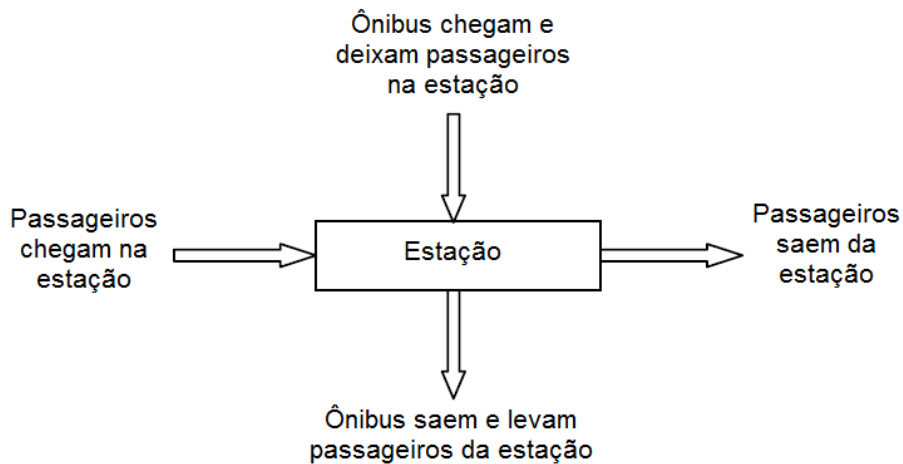 Ônibus chegam e
deixam passageiros
na estação
Passageiros
chegam na
estação
Estação
Passageiros
saem da
estação
Ônibus saem e levam
passageiros da estação